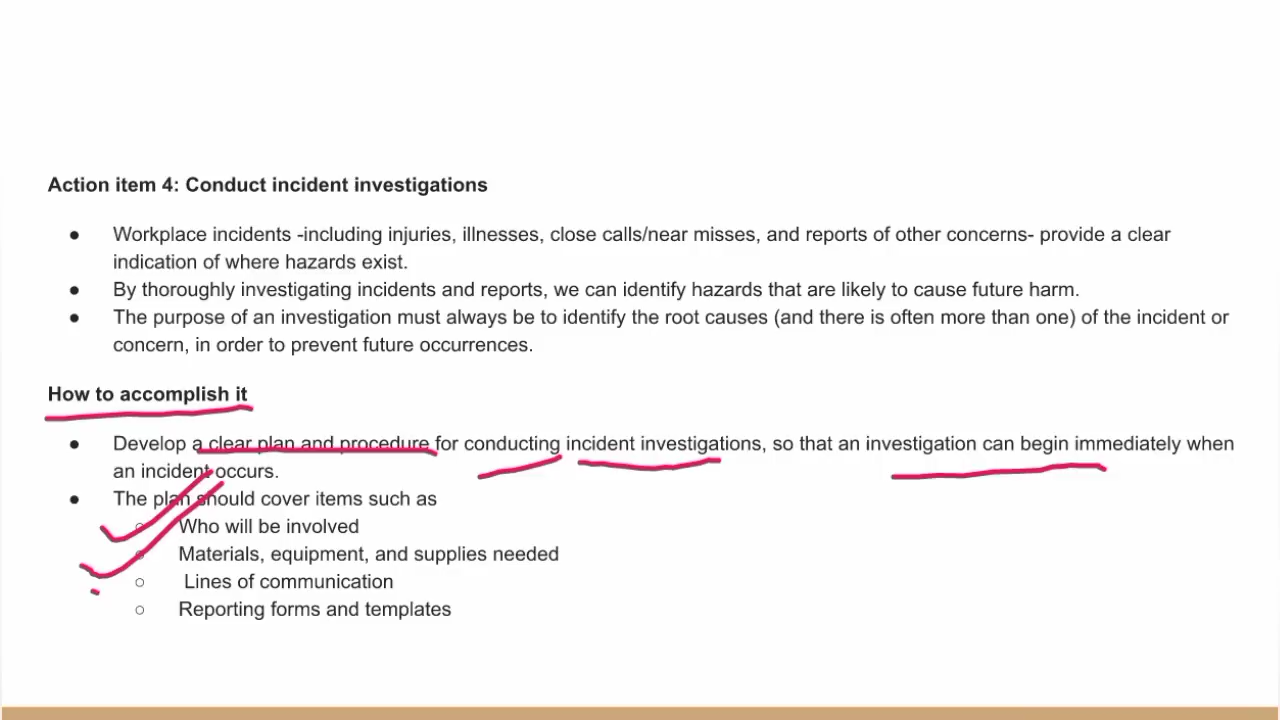 Action item 4: Conduct incident investigations
● Workplace incidents -including injuries, illnesses, close calls/near misses, and reports of other concerns- provide a clear
indication of where hazards exist.
● By thoroughly investigating incidents and reports, we can identify hazards that are likely to cause future harm.
● The purpose of an investigation must always be to identify the root causes (and there is often more than one) of the incident or
concern, in order to prevent future occurrences.
How to accomplish it
● Develop a clear plan and procedure for conducting incident investigations, so that an investigation can begin immediately when
an incident occurs.
● The plan should cover items such as
○ Who will be involved
○ Materials, equipment, and supplies needed
○ Lines of communication
○ Reporting forms and templates